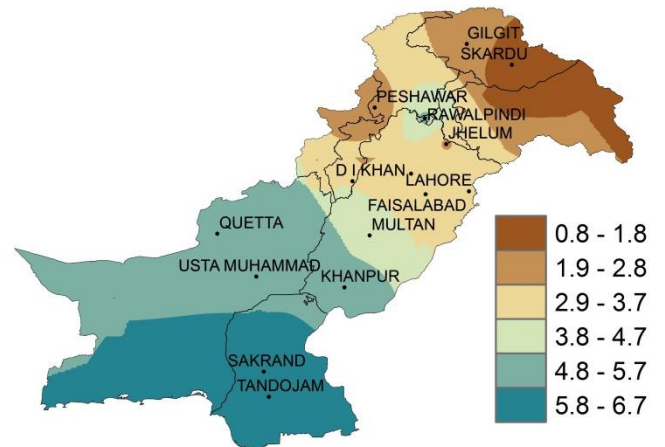 GILGIT
SKARDU
PESHAWAR
RAWALPINDI
JHELUM
D I KHAN
LAHORE
FAISALABAD
MULTAN
QUETTA
USTA MUHAMMAD
KHANPUR
SAKRAND
TANDOJAM
0.8 - 1.8
1.9 - 2.8
2.9 - 3.7
3.8 - 4.7
4.8 - 5.7
5.8 - 6.7